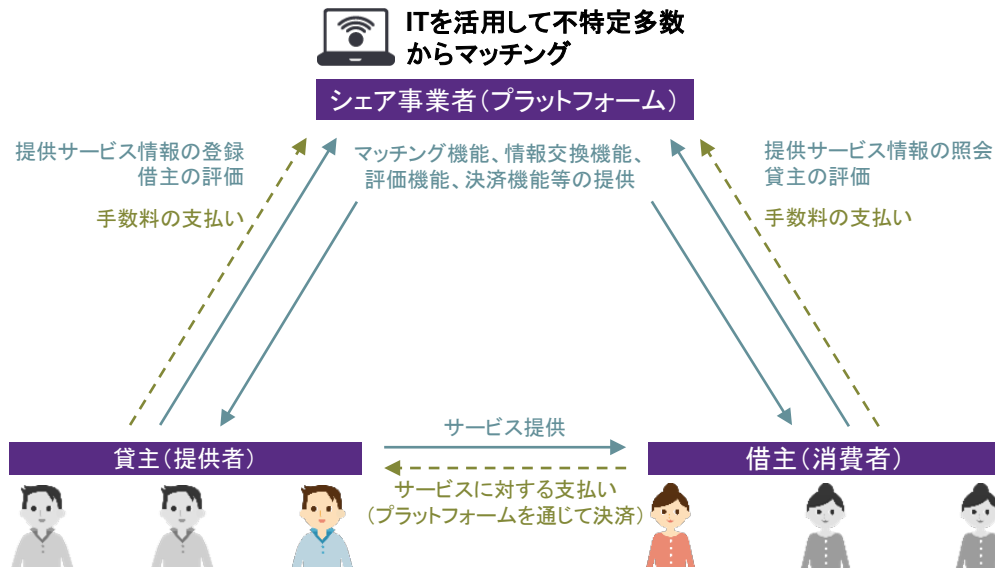 ITを活用して不特定多数
からマッチング
シェア事業者(プラットフォーム)
提供サービス情報の登録
借主の評価
手数料の支払い
マッチング機能、情報交換機能、
評価機能、決済機能等の提供
提供サービス情報の照会
貸主の評価
手数料の支払い
サービス提供
貸主(提供者)
借主(消費者)
サービスに対する支払い
(プラットフォームを通じて決済)